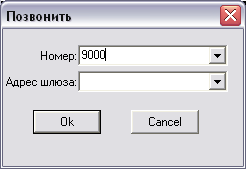 Позвонить
Номер: 9000
Адрес шлюза:
Ok Cancel